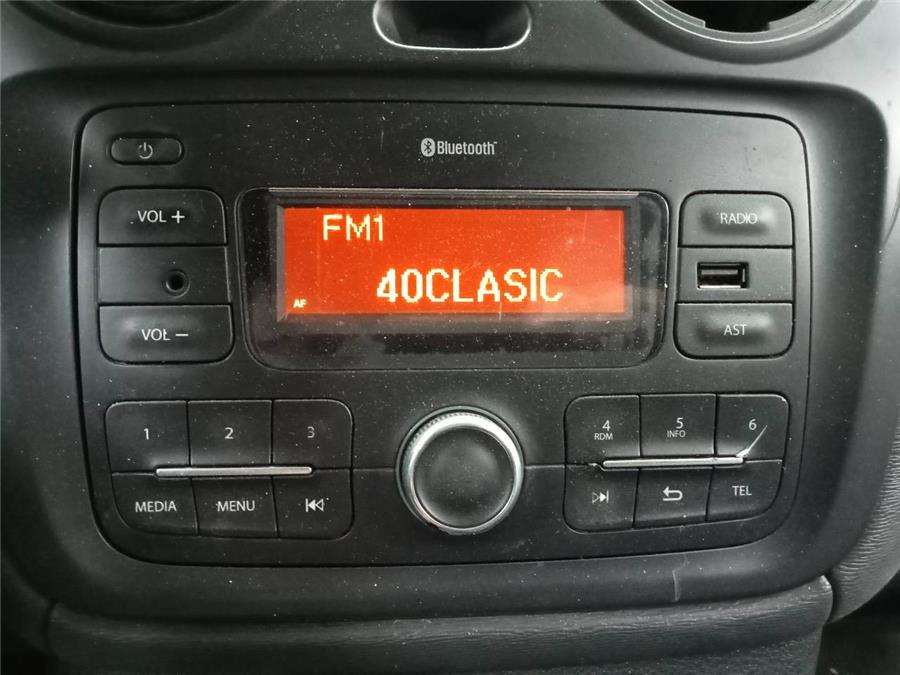 Bluetooth
VOL +
FM1
RADIO
40CLASIC
AF
VOL −
AST
1 2 3
4 5 6
RDM INFO
MEDIA MENU
TEL